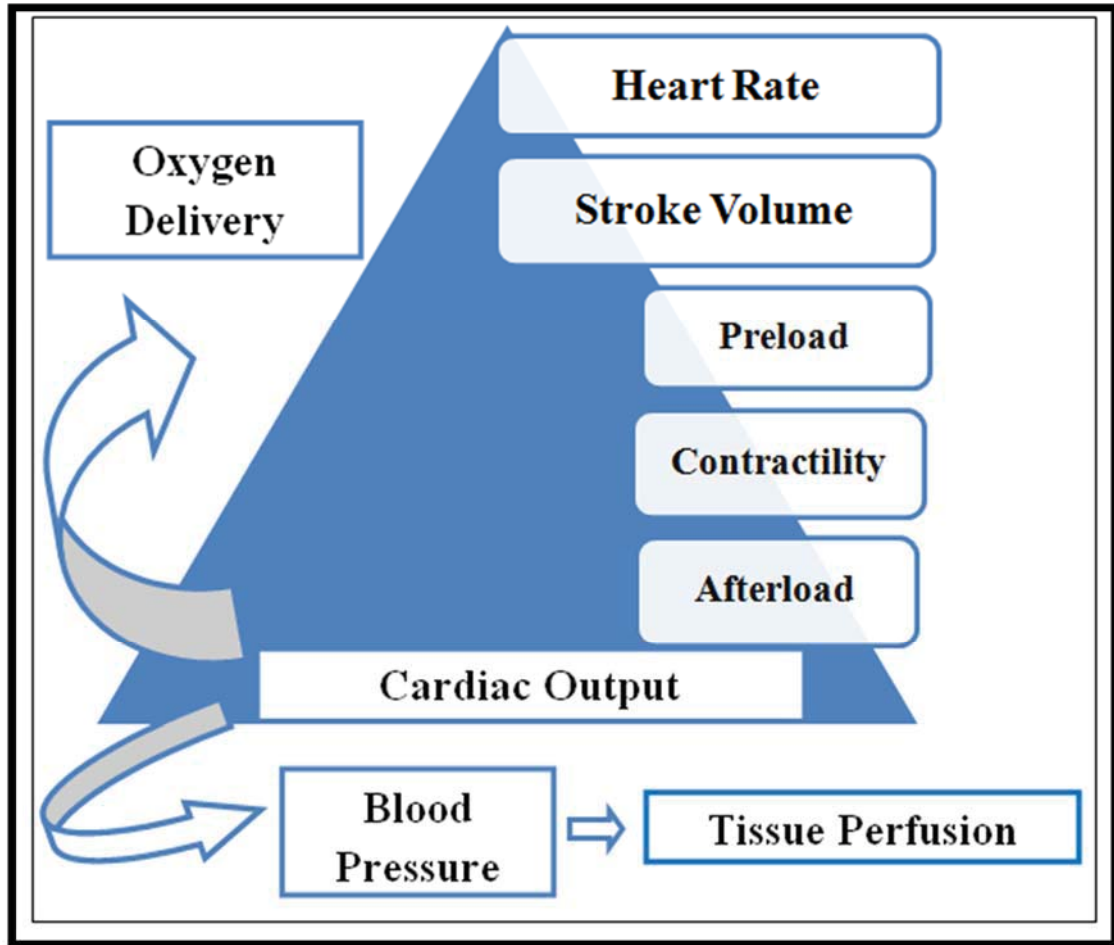 Heart Rate
Oxygen
Delivery
Stroke Volume
Preload
Contractility
Afterload
Cardiac Output
Blood
Pressure
Tissue Perfusion